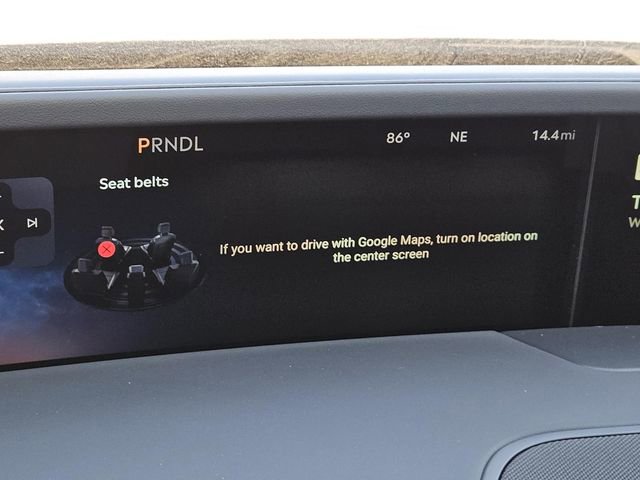 PRNDL
86° NE 14.4mi
Seat belts
If you want to drive with Google Maps, turn on location on
the center screen